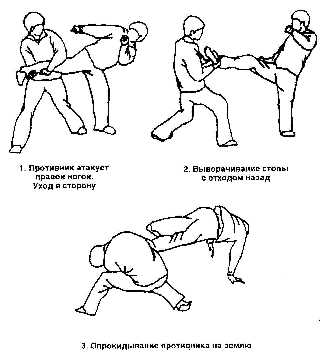 1. Противник атакует
правой ногой.
Уход в сторону
2. Выворачивание стопы
с отходом назад
3. Опрокидывание противника на землю